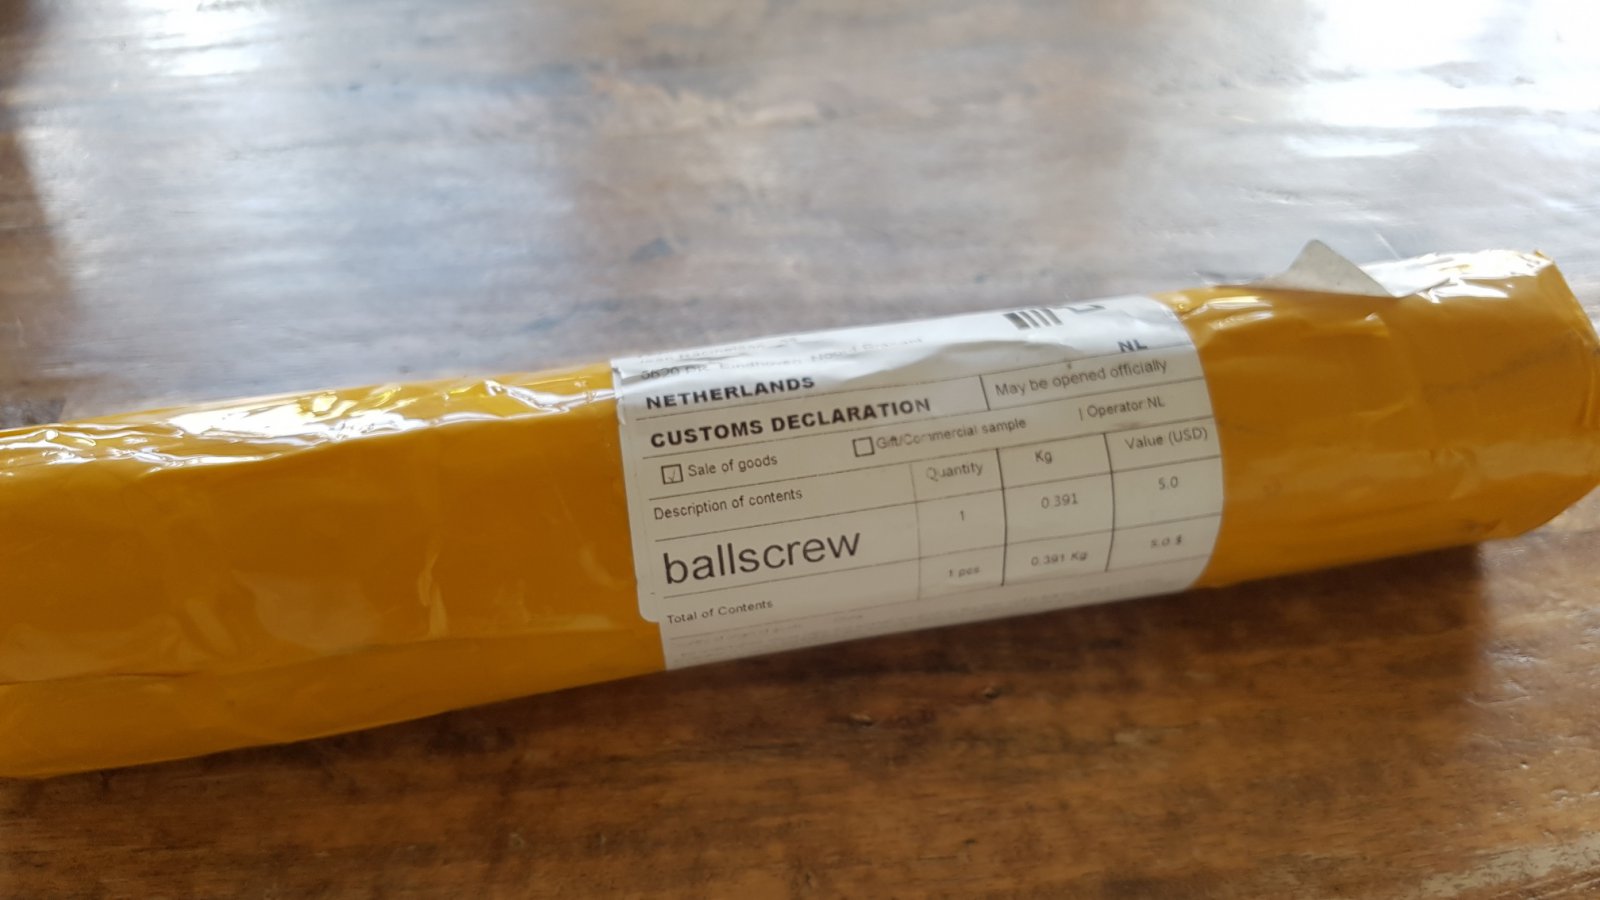 NL
NETHERLANDS
May be opened officially
CUSTOMS DECLARATION
Operator:NL
Sale of goods
Gift/Commercial sample
Description of contents
Quantity
Kg
Value (USD)
ballscrew
1
0.391
5.0
Total of Contents
1 pcs
0.391 Kg
5.0 $